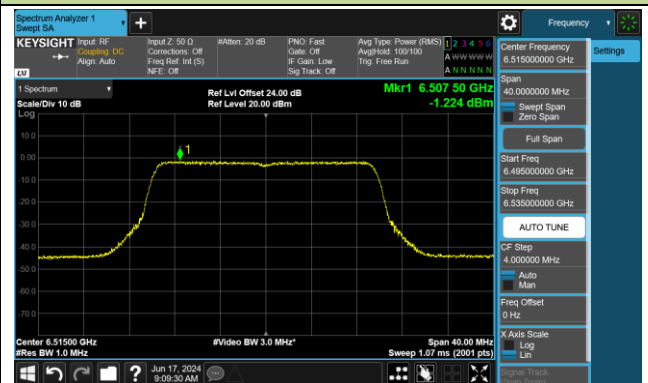 Spectrum Analyzer 1
Swept SA
Frequency
KEYSIGHT
Input: RF
Coupling: DC
Align: Auto
Input Z: 50 Ω
Corrections: Off
Freq Ref: Int (S)
NFE: Off
#Atten: 20 dB
PNO: Fast
Gate: Off
IF Gain: Low
Sig Track: Off
Avg Type: Power (RMS)
Avg|Hold: 100/100
Trig: Free Run
1 2 3 4 5 6
A W W W W W
A N N N N N
LXI
Center Frequency
6.515000000 GHz
Settings
Span
40.0000000 MHz
Swept Span
Zero Span
Full Span
Start Freq
6.495000000 GHz
Stop Freq
6.535000000 GHz
AUTO TUNE
CF Step
4.000000 MHz
Auto
Man
Freq Offset
0 Hz
X Axis Scale
Log
Lin
Signal Track
1 Spectrum
Scale/Div 10 dB
Log
Ref Lvl Offset 24.00 dB
Ref Level 20.00 dBm
Mkr1 6.507 50 GHz
-1.224 dBm
1
10.0
0.00
-10.0
-20.0
-30.0
-40.0
-50.0
-60.0
-70.0
Center 6.51500 GHz
#Res BW 1.0 MHz
#Video BW 3.0 MHz*
Span 40.00 MHz
Sweep 1.07 ms (2001 pts)
Jun 17, 2024
9:09:30 AM